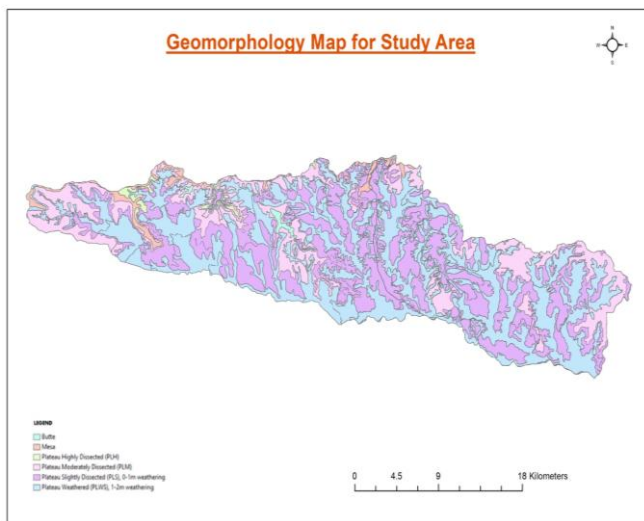 Geomorphology Map for Study Area
N
W E
S
LEGEND
Butte
Mesa
Plateau Highly Dissected (PLH)
Plateau Moderately Dissected (PLM)
Plateau Slightly Dissected (PLS), 0-1m weathering
Plateau Weathered (PLWS), 1-2m weathering
0 4.5 9 18 Kilometers